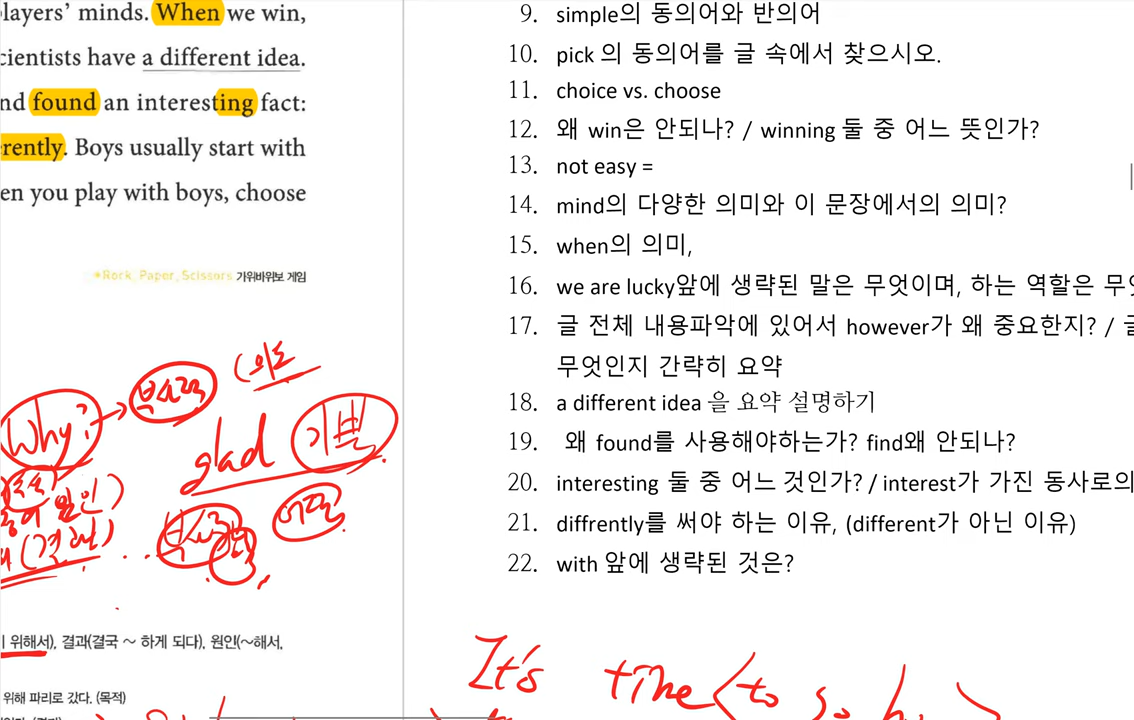 layers’ minds. When we win,
cientists have a different idea.
nd found an interesting fact:
rently. Boys usually start with
en you play with boys, choose
*Rock, Paper, Scissors 가위바위보 게임
(의도
부사적
Why?
glad 기쁜
원인)
(결과)
위해서), 결과(결국 ~ 하게 되다), 원인(~해서,
위해 파리로 갔다. (목적)
9. simple의 동의어와 반의어
10. pick 의 동의어를 글 속에서 찾으시오.
11. choice vs. choose
12. 왜 win은 안되나? / winning 둘 중 어느 뜻인가?
13. not easy =
14. mind의 다양한 의미와 이 문장에서의 의미?
15. when의 의미,
16. we are lucky앞에 생략된 말은 무엇이며, 하는 역할은 무엇
17. 글 전체 내용파악에 있어서 however가 왜 중요한지? / 글
무엇인지 간략히 요약
18. a different idea 을 요약 설명하기
19. 왜 found를 사용해야하는가? find왜 안되나?
20. interesting 둘 중 어느 것인가? / interest가 가진 동사로의
21. diffrently를 써야 하는 이유, (different가 아닌 이유)
22. with 앞에 생략된 것은?
It's time (to go